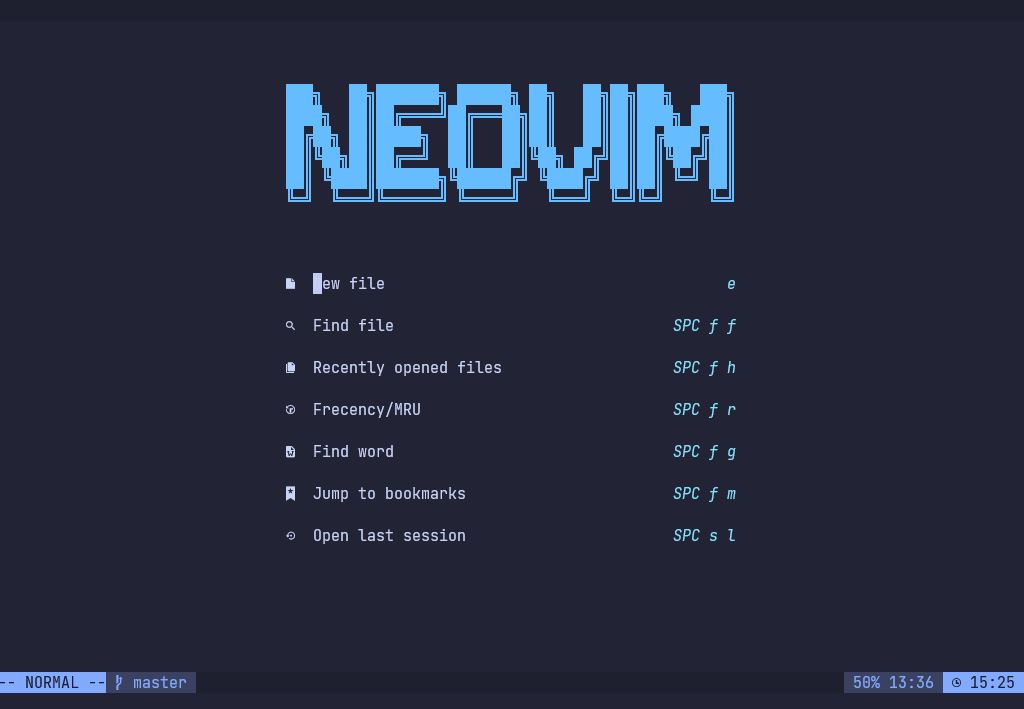 NEOVIM
New file e
Find file SPC f f
Recently opened files SPC f h
Frecency/MRU SPC f r
Find word SPC f g
Jump to bookmarks SPC f m
Open last session SPC s l
-- NORMAL -- master 50% 13:36 15:25